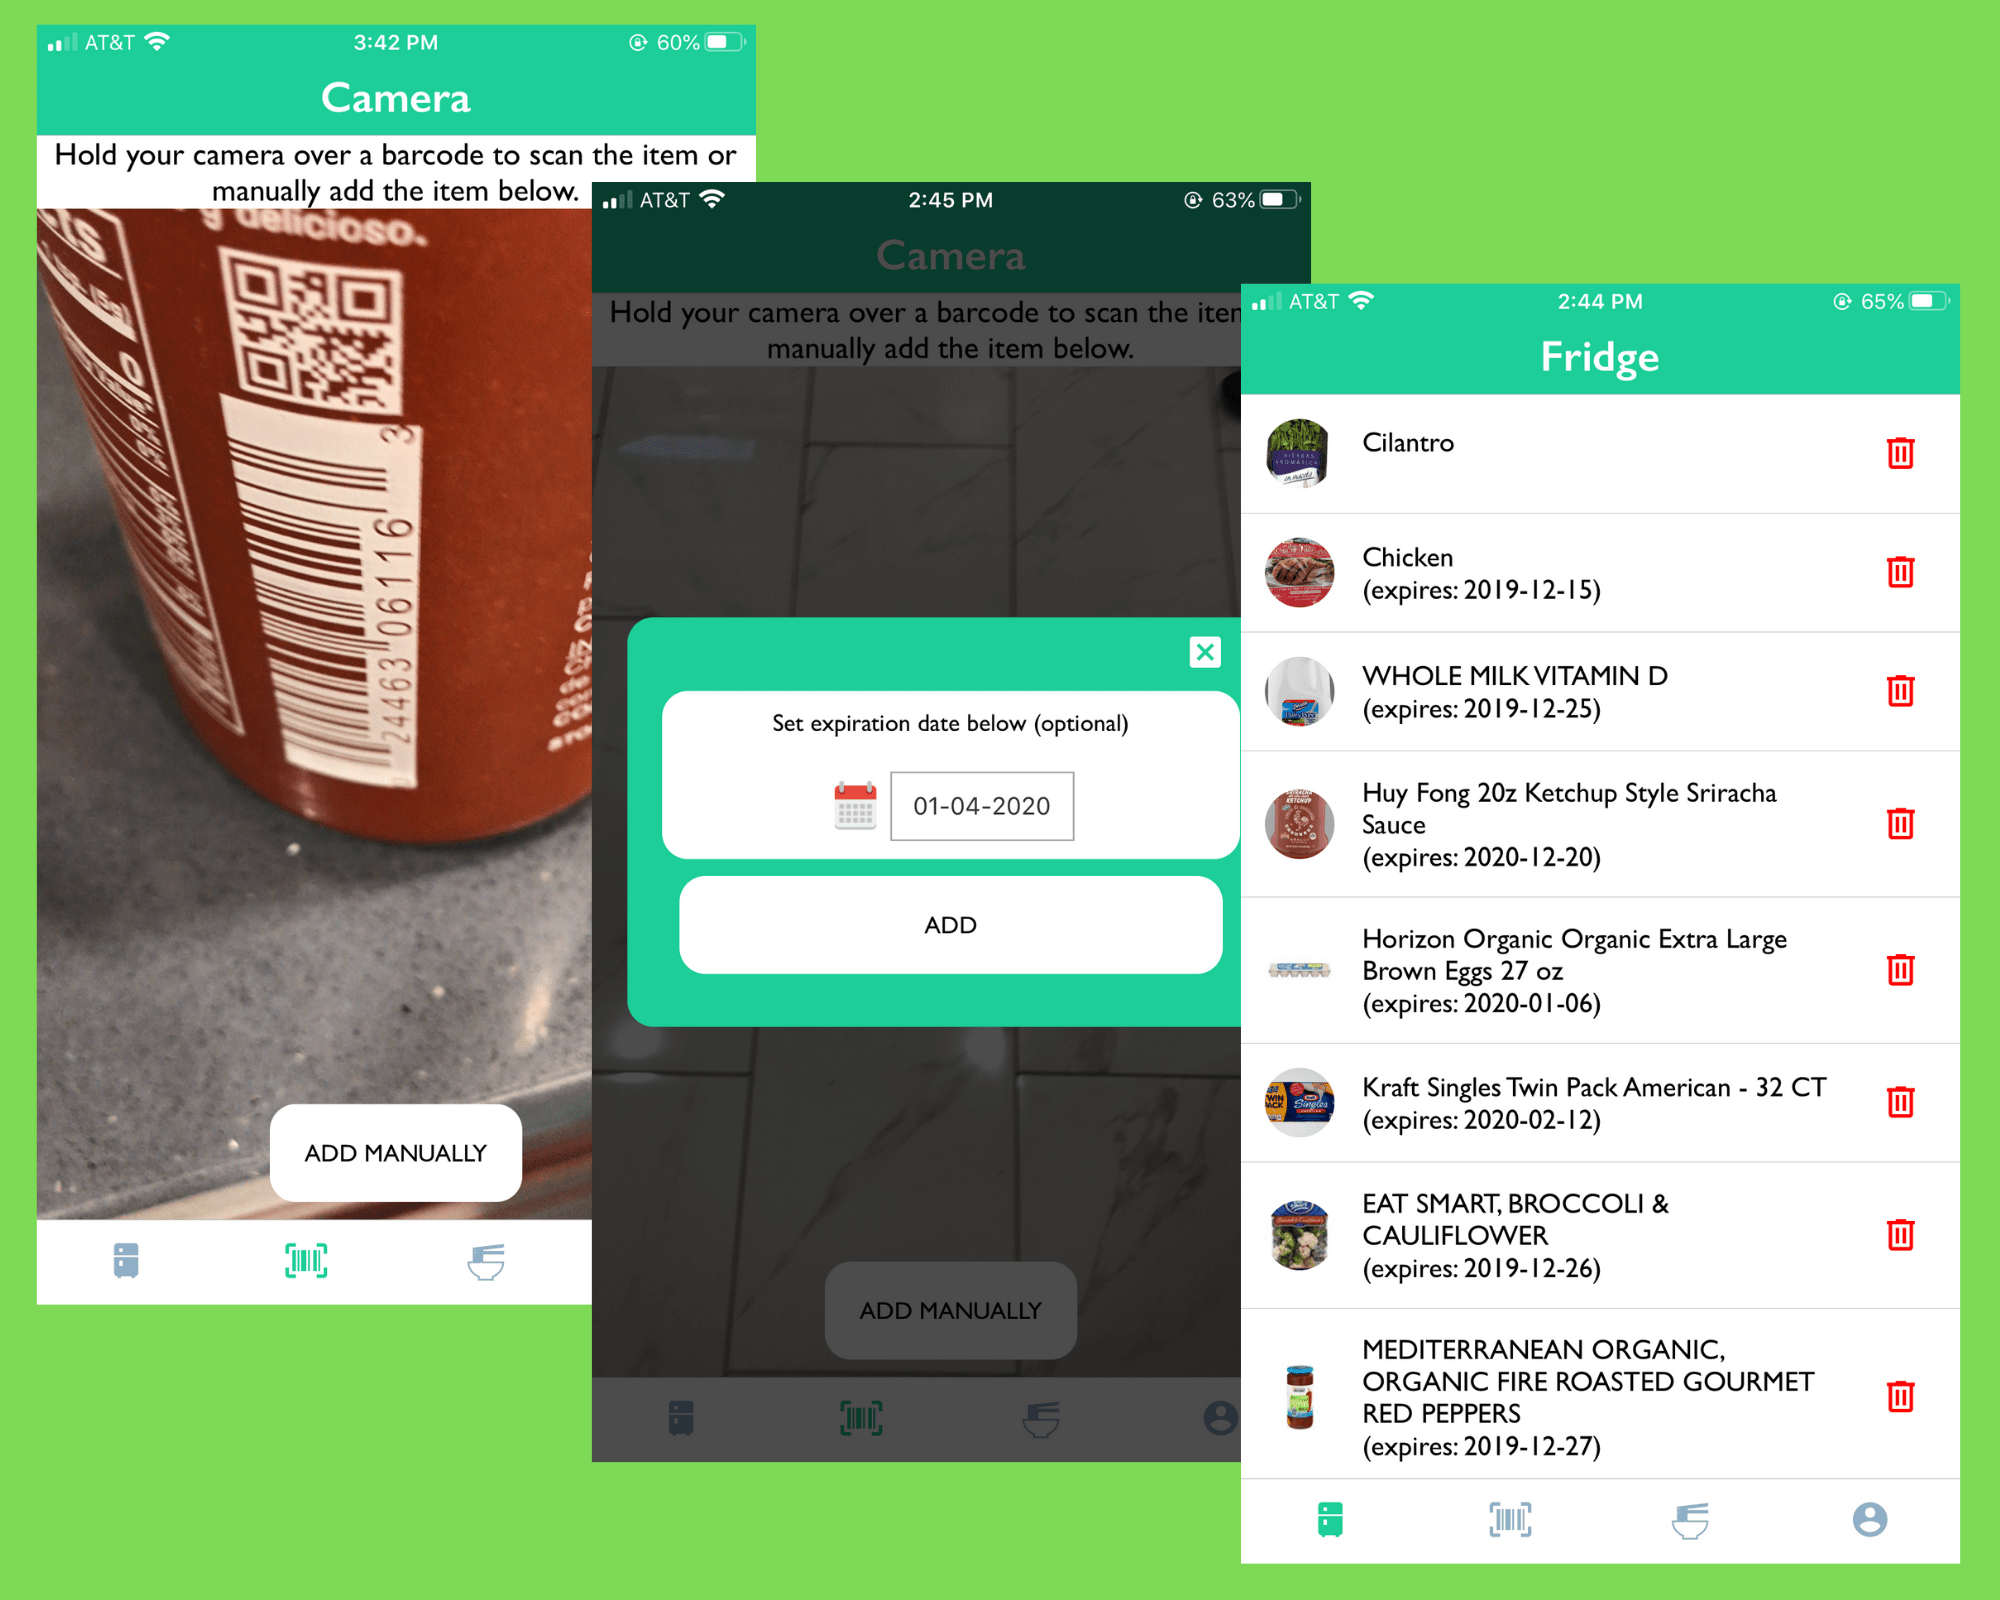 AT&T
3:42 PM
60%
Camera
Hold your camera over a barcode to scan the item or
manually add the item below.
delicioso.
0 24463 06116 3
ADD MANUALLY
AT&T
2:45 PM
63%
Camera
Hold your camera over a barcode to scan the
manually add the item below.
Set expiration date below (optional)
01-04-2020
ADD
ADD MANUALLY
AT&T
2:44 PM
65%
Fridge
Cilantro
Chicken
(expires: 2019-12-15)
WHOLE MILK VITAMIN D
(expires: 2019-12-25)
Huy Fong 20z Ketchup Style Sriracha
Sauce
(expires: 2020-12-20)
KETCHUP
Horizon Organic Organic Extra Large
Brown Eggs 27 oz
(expires: 2020-01-06)
Kraft Singles Twin Pack American - 32 CT
(expires: 2020-02-12)
TWIN
PACK
Singles
EAT SMART, BROCCOLI &
CAULIFLOWER
(expires: 2019-12-26)
MEDITERRANEAN ORGANIC,
ORGANIC FIRE ROASTED GOURMET
RED PEPPERS
(expires: 2019-12-27)